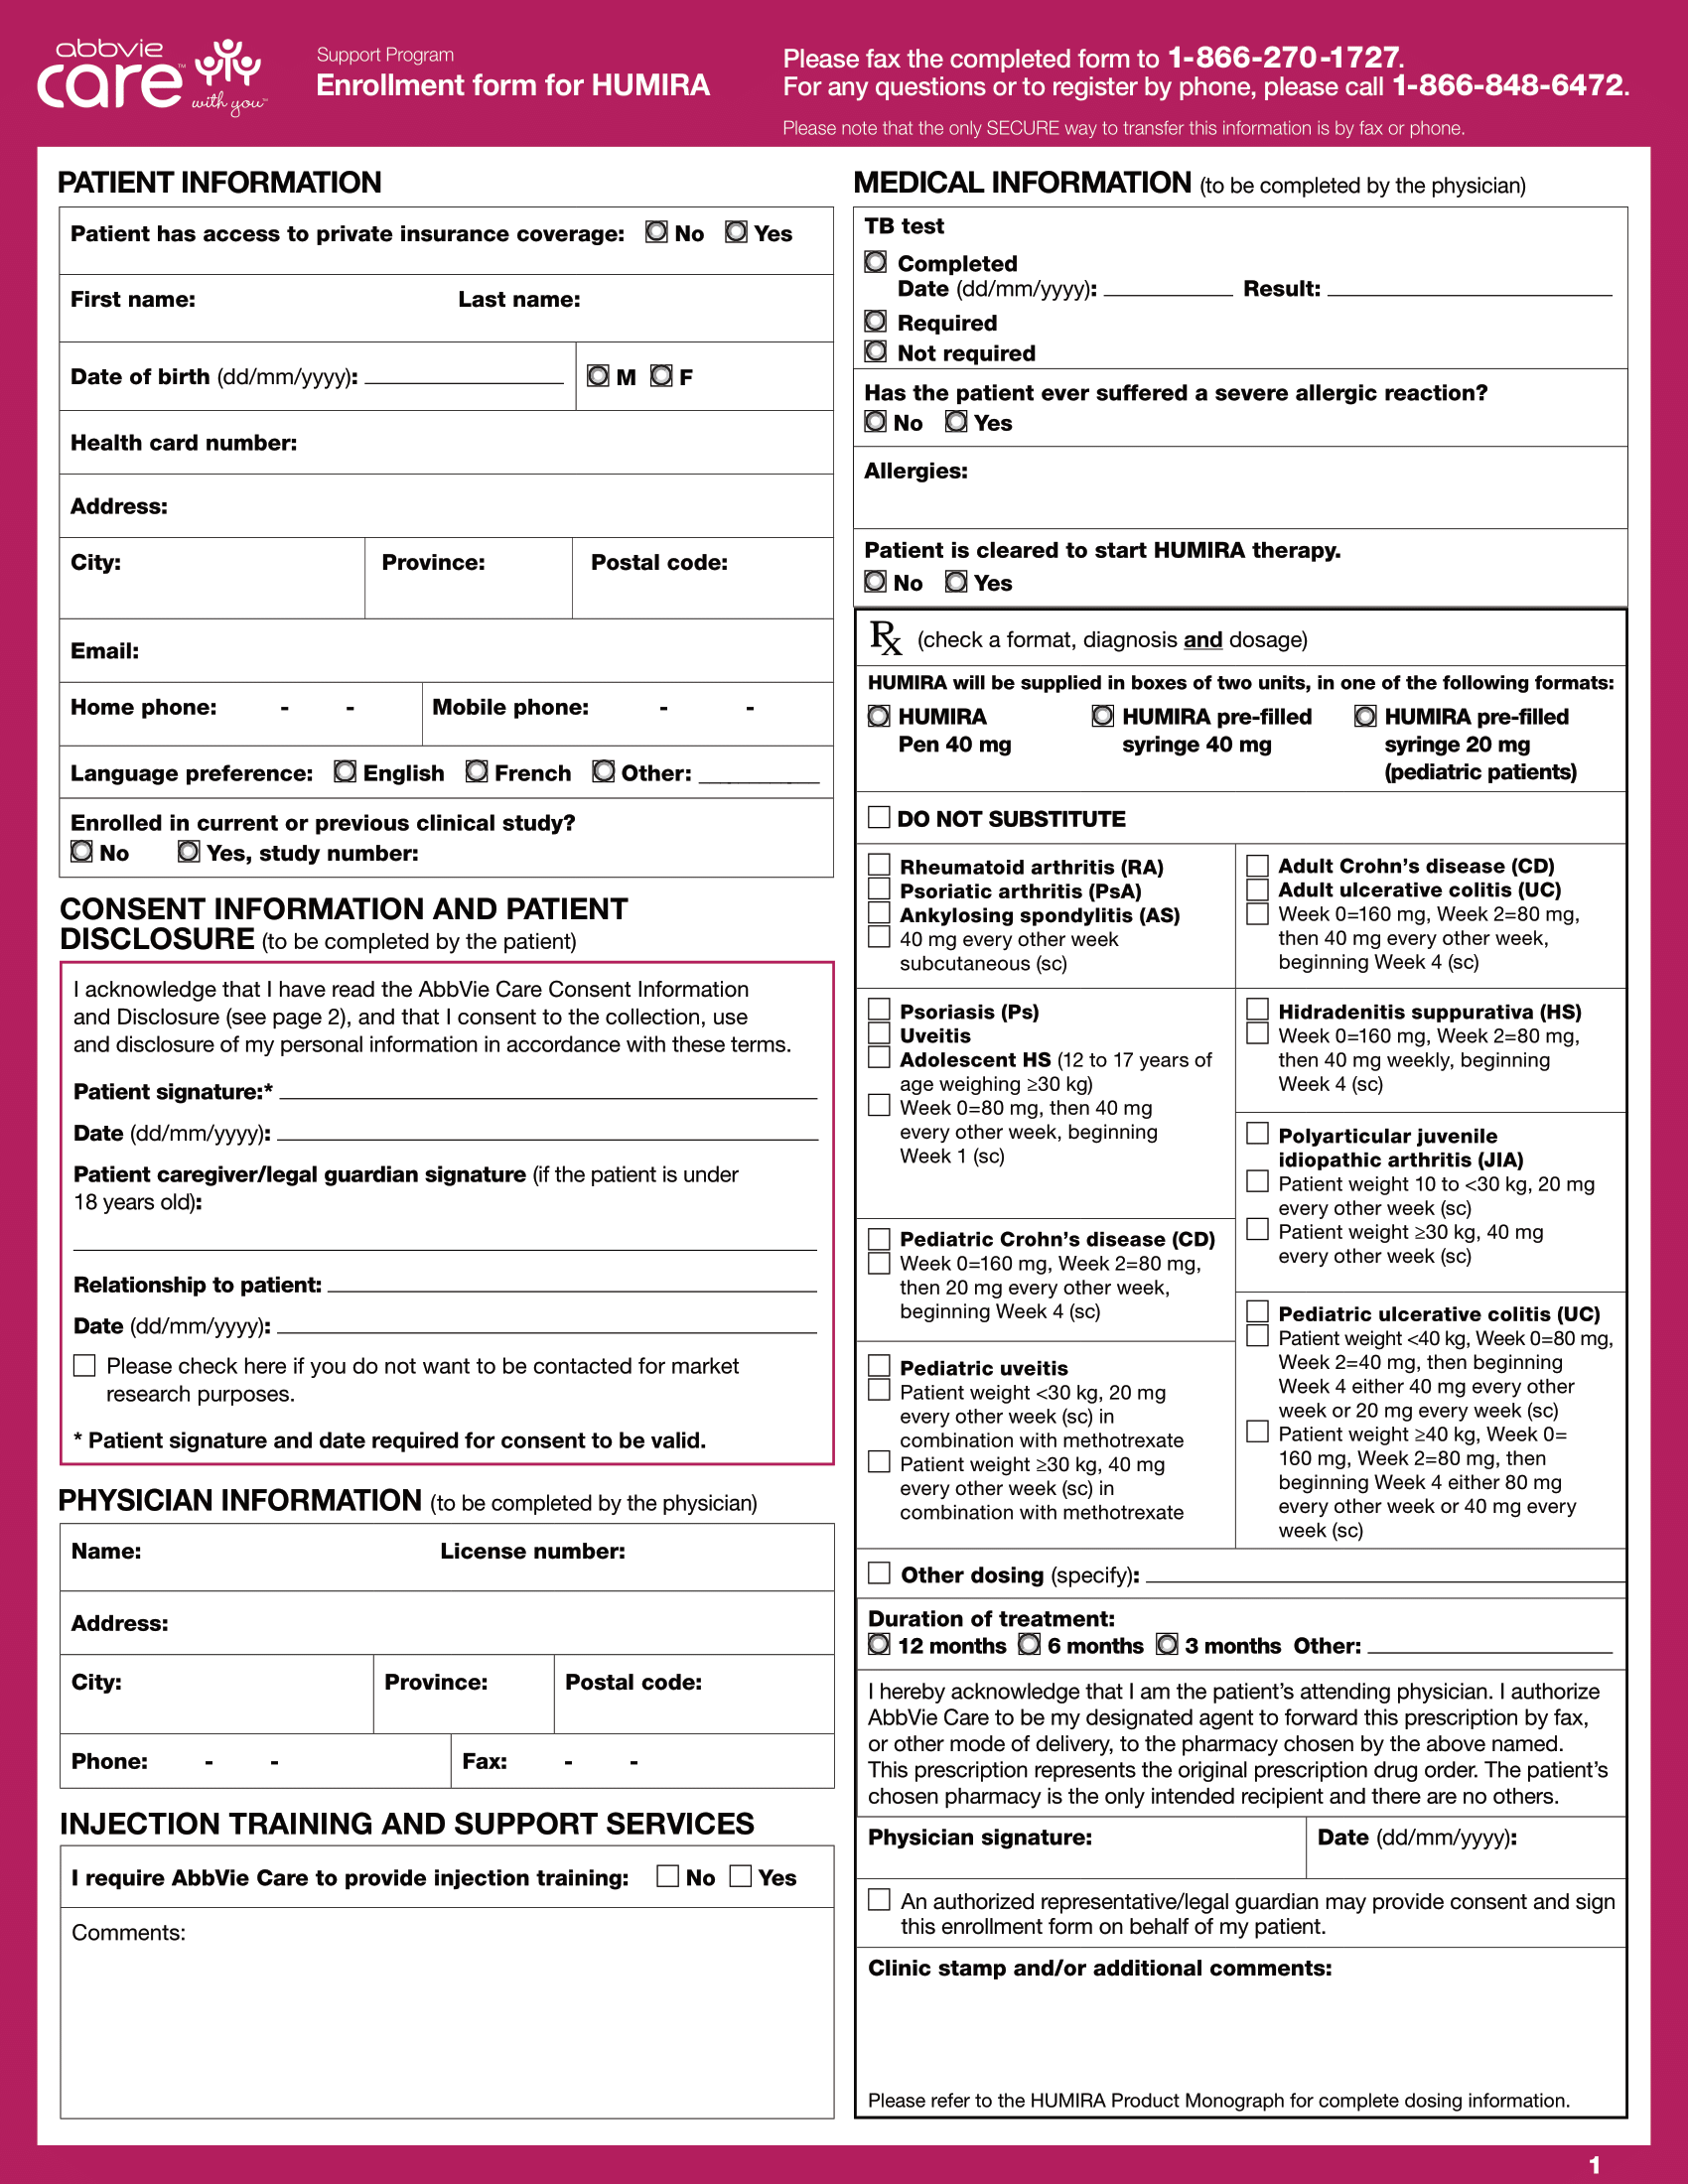 abbvie
care™
with you™
Support Program
Enrollment form for HUMIRA
Please fax the completed form to 1-866-270-1727.
For any questions or to register by phone, please call 1-866-848-6472.
Please note that the only SECURE way to transfer this information is by fax or phone.
PATIENT INFORMATION
Patient has access to private insurance coverage: No Yes
First name: Last name:
Date of birth (dd/mm/yyyy): ____________ M F
Health card number:
Address:
City: Province: Postal code:
Email:
Home phone: - - Mobile phone: - -
Language preference: English French Other: ____________
Enrolled in current or previous clinical study?
No Yes, study number:
CONSENT INFORMATION AND PATIENT
DISCLOSURE (to be completed by the patient)
I acknowledge that I have read the AbbVie Care Consent Information
and Disclosure (see page 2), and that I consent to the collection, use
and disclosure of my personal information in accordance with these terms.
Patient signature:* ____________
Date (dd/mm/yyyy): ____________
Patient caregiver/legal guardian signature (if the patient is under
18 years old):
Relationship to patient: ____________
Date (dd/mm/yyyy): ____________
Please check here if you do not want to be contacted for market
research purposes.
* Patient signature and date required for consent to be valid.
PHYSICIAN INFORMATION (to be completed by the physician)
Name: License number:
Address:
City: Province: Postal code:
Phone: - - Fax: - -
INJECTION TRAINING AND SUPPORT SERVICES
I require AbbVie Care to provide injection training: No Yes
Comments:
MEDICAL INFORMATION (to be completed by the physician)
TB test
Completed
Date (dd/mm/yyyy): ____________ Result: ____________
Required
Not required
Has the patient ever suffered a severe allergic reaction?
No Yes
Allergies:
Patient is cleared to start HUMIRA therapy.
No Yes
Rx (check a format, diagnosis and dosage)
HUMIRA will be supplied in boxes of two units, in one of the following formats:
HUMIRA
Pen 40 mg
HUMIRA pre-filled
syringe 40 mg
HUMIRA pre-filled
syringe 20 mg
(pediatric patients)
DO NOT SUBSTITUTE
Rheumatoid arthritis (RA)
Psoriatic arthritis (PsA)
Ankylosing spondylitis (AS)
40 mg every other week
subcutaneous (sc)
Psoriasis (Ps)
Uveitis
Adolescent HS (12 to 17 years of
age weighing ≥30 kg)
Week 0=80 mg, then 40 mg
every other week, beginning
Week 1 (sc)
Pediatric Crohn's disease (CD)
Week 0=160 mg, Week 2=80 mg,
then 20 mg every other week,
beginning Week 4 (sc)
Pediatric uveitis
Patient weight <30 kg, 20 mg
every other week (sc) in
combination with methotrexate
Patient weight ≥30 kg, 40 mg
every other week (sc) in
combination with methotrexate
Adult Crohn's disease (CD)
Adult ulcerative colitis (UC)
Week 0=160 mg, Week 2=80 mg,
then 40 mg every other week,
beginning Week 4 (sc)
Hidradenitis suppurativa (HS)
Week 0=160 mg, Week 2=80 mg,
then 40 mg weekly, beginning
Week 4 (sc)
Polyarticular juvenile
idiopathic arthritis (JIA)
Patient weight 10 to <30 kg, 20 mg
every other week (sc)
Patient weight ≥30 kg, 40 mg
every other week (sc)
Pediatric ulcerative colitis (UC)
Patient weight <40 kg, Week 0=80 mg,
Week 2=40 mg, then beginning
Week 4 either 40 mg every other
week or 20 mg every week (sc)
Patient weight ≥40 kg, Week 0=
160 mg, Week 2=80 mg, then
beginning Week 4 either 80 mg
every other week or 40 mg every
week (sc)
Other dosing (specify): ____________
Duration of treatment:
12 months 6 months 3 months Other: ____________
I hereby acknowledge that I am the patient's attending physician. I authorize
AbbVie Care to be my designated agent to forward this prescription by fax,
or other mode of delivery, to the pharmacy chosen by the above named.
This prescription represents the original prescription drug order. The patient's
chosen pharmacy is the only intended recipient and there are no others.
Physician signature: Date (dd/mm/yyyy):
An authorized representative/legal guardian may provide consent and sign
this enrollment form on behalf of my patient.
Clinic stamp and/or additional comments:
Please refer to the HUMIRA Product Monograph for complete dosing information.
1